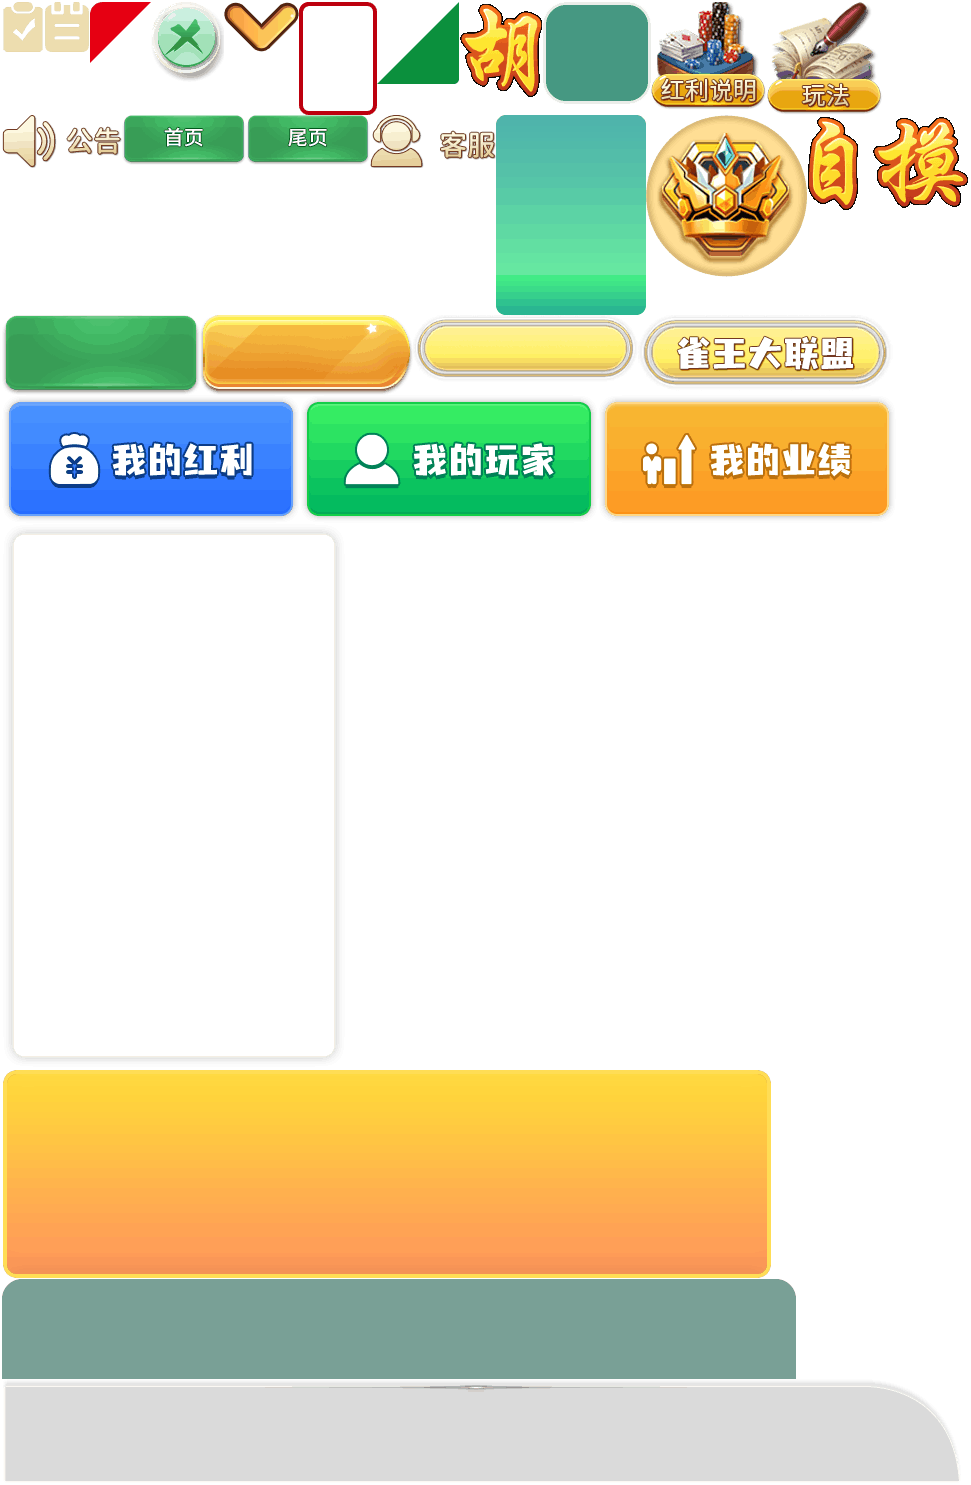 胡
红利说明
玩法
公告
首页
尾页
客服
自摸
雀王大联盟
我的红利
我的玩家
我的业绩